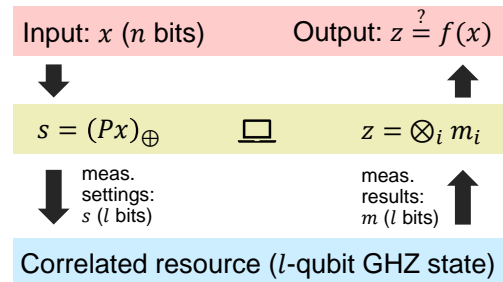 Input: x (n bits)
Output: z ≟ f(x)
s = (Px)⊕
z = ⊗ᵢ mᵢ
meas.
settings:
s (l bits)
meas.
results:
m (l bits)
Correlated resource (l-qubit GHZ state)